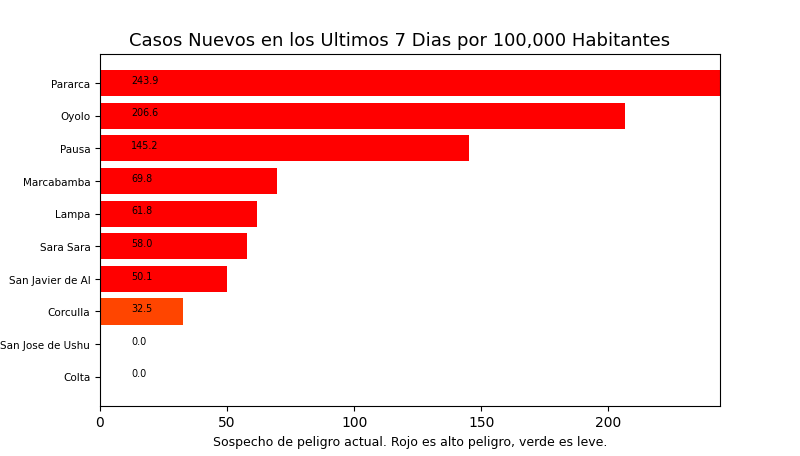 Casos Nuevos en los Ultimos 7 Dias por 100,000 Habitantes
Pararca 243.9
Oyolo 206.6
Pausa 145.2
Marcabamba 69.8
Lampa 61.8
Sara Sara 58.0
San Javier de Al 50.1
Corculla 32.5
San Jose de Ushu 0.0
Colta 0.0
0 50 100 150 200
Sospecho de peligro actual. Rojo es alto peligro, verde es leve.